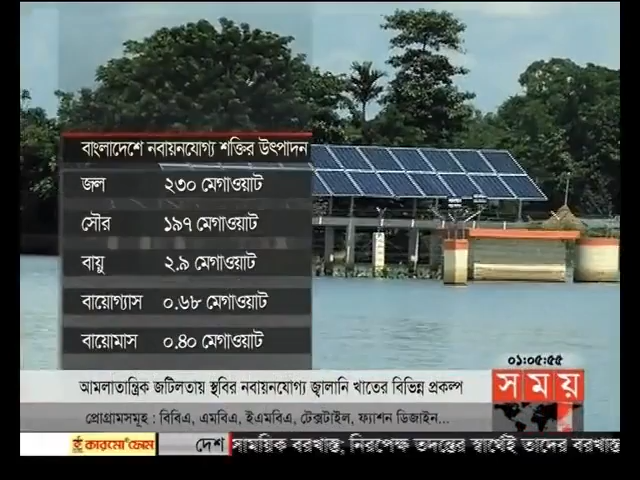 বাংলাদেশে নবায়নযোগ্য শক্তির উৎপাদন
জল ২৩০ মেগাওয়াট
সৌর ১৯৭ মেগাওয়াট
বায়ু ২.৯ মেগাওয়াট
বায়োগ্যাস ০.৬৮ মেগাওয়াট
বায়োমাস ০.৪০ মেগাওয়াট
০১:০৫:৫৫
সময়
আমলাতান্ত্রিক জটিলতায় স্থবির নবায়নযোগ্য জ্বালানি খাতের বিভিন্ন প্রকল্প
প্রোগ্রামসমূহ : বিবিএ, এমবিএ, ইএমবিএ, টেক্সটাইল, ফ্যাশন ডিজাইন...
কারমো ফোম দেশ সাময়িক বরখাস্ত; নিরপেক্ষ তদন্তের স্বার্থেই তাদের বরখাস্ত